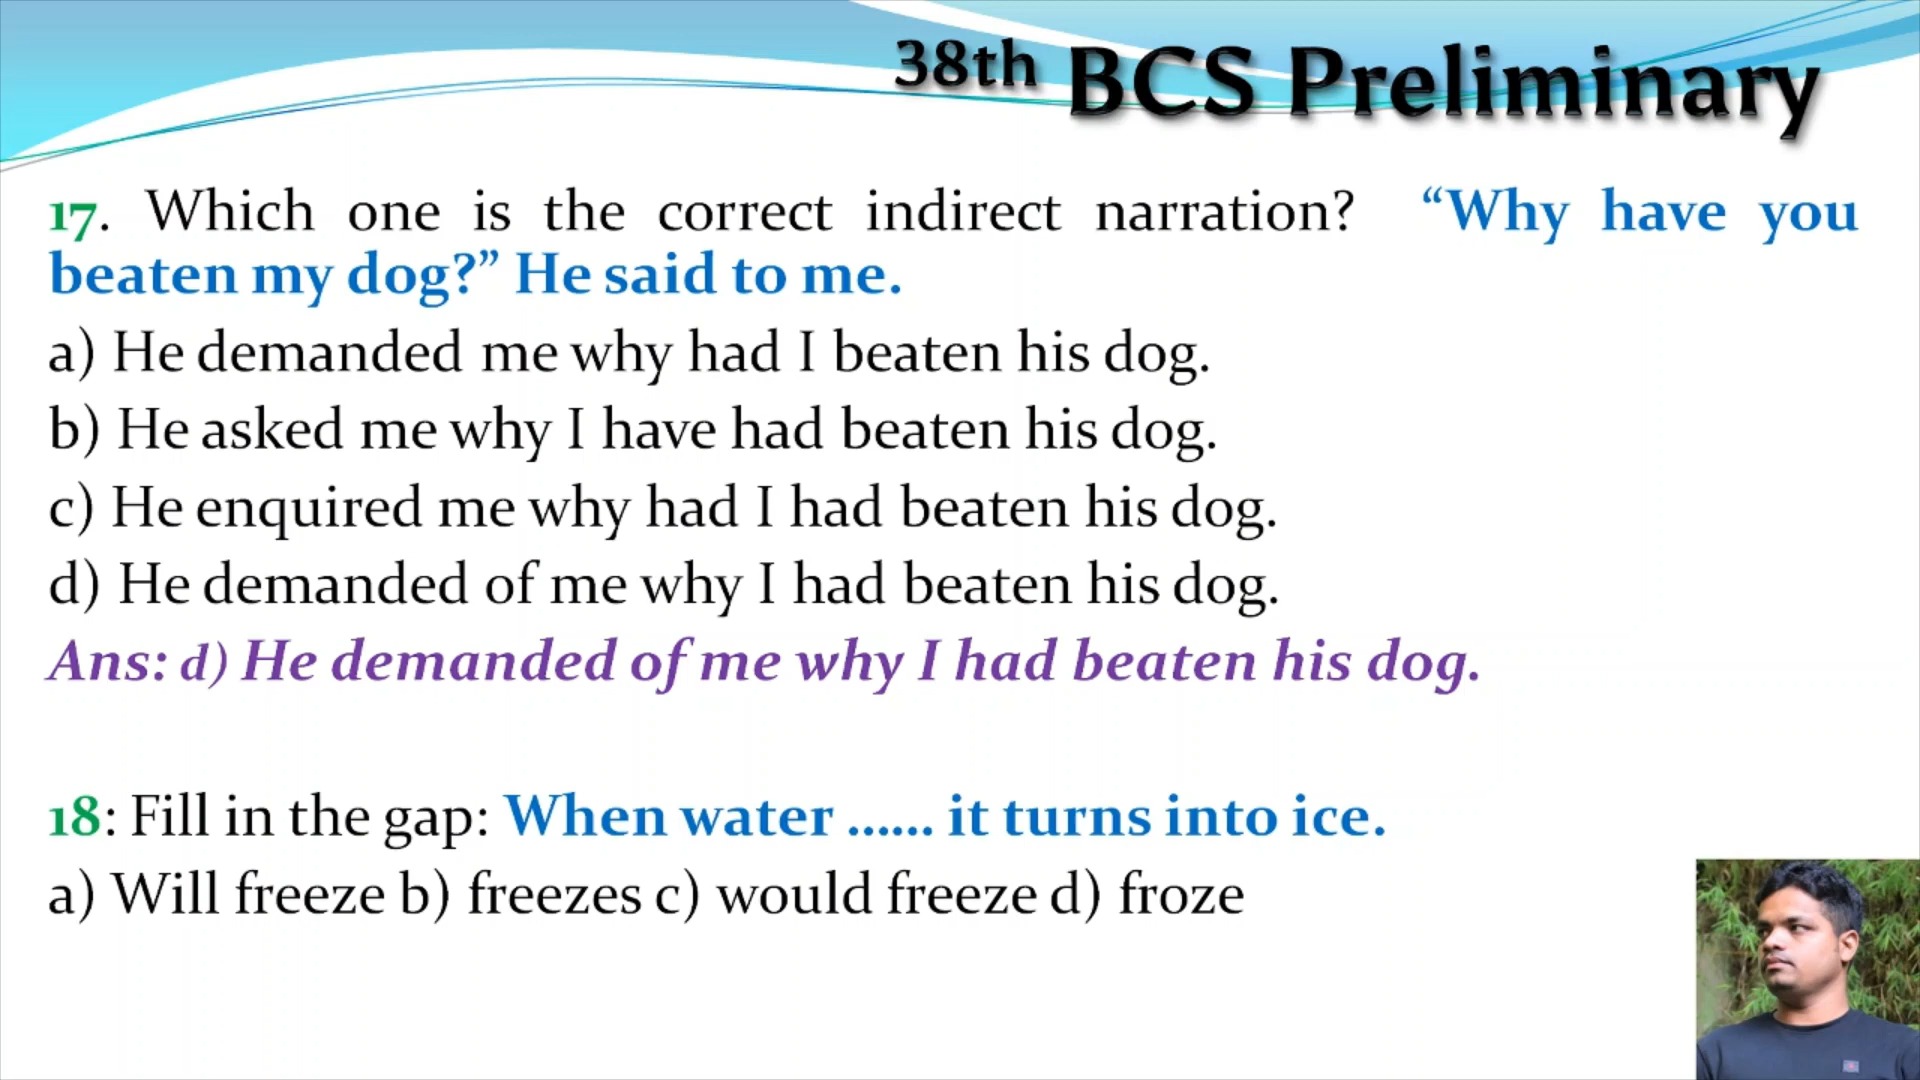 38th BCS Preliminary
17. Which one is the correct indirect narration? “Why have you
beaten my dog?” He said to me.
a) He demanded me why had I beaten his dog.
b) He asked me why I have had beaten his dog.
c) He enquired me why had I had beaten his dog.
d) He demanded of me why I had beaten his dog.
Ans: d) He demanded of me why I had beaten his dog.
18: Fill in the gap: When water ...... it turns into ice.
a) Will freeze b) freezes c) would freeze d) froze